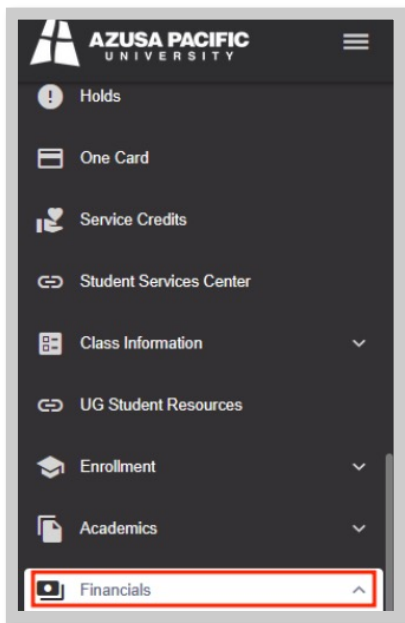 AZUSA PACIFIC
UNIVERSITY
Holds
One Card
Service Credits
Student Services Center
Class Information
UG Student Resources
Enrollment
Academics
Financials